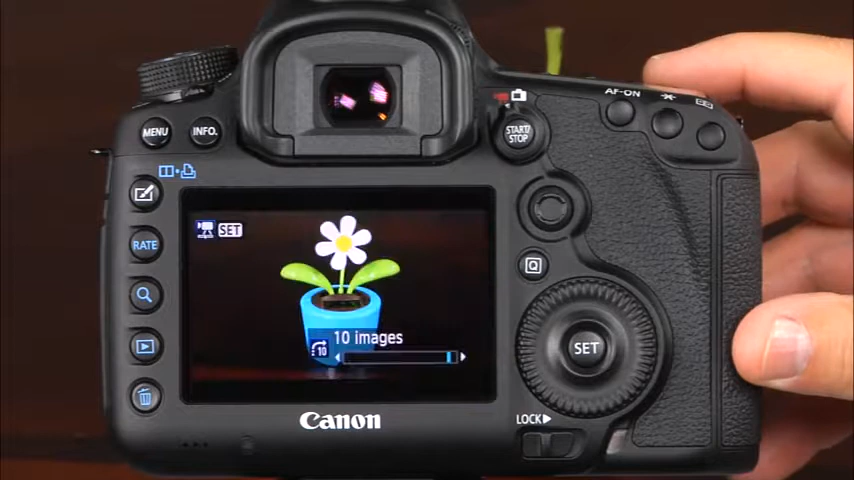 AF-ON
MENU
INFO.
START/
STOP
RATE
SET
Q
10 images
10
SET
Canon
LOCK▶